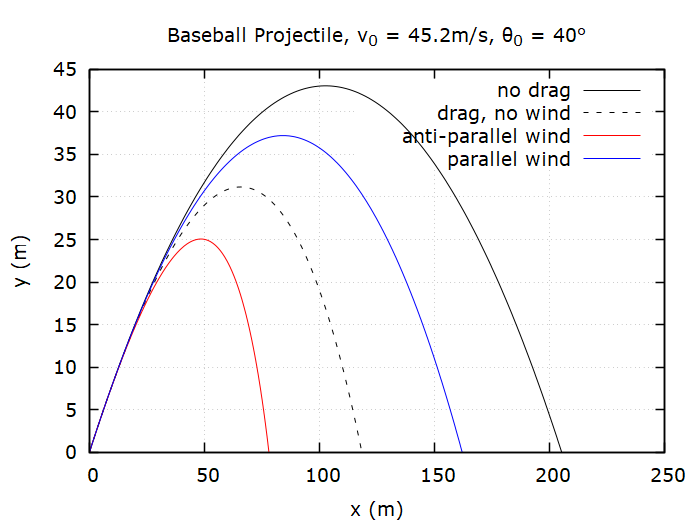 Baseball Projectile, v₀ = 45.2m/s, θ₀ = 40°
45
40
35
30
25
20
15
10
5
0
y (m)
no drag
drag, no wind
anti-parallel wind
parallel wind
0 50 100 150 200 250
x (m)